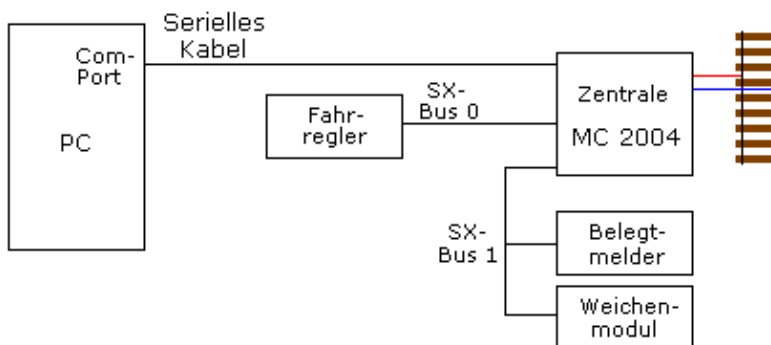 Serielles
Kabel
Com-
Port
PC
SX-
Bus 0
Fahr-
regler
Zentrale
MC 2004
SX-
Bus 1
Belegt-
melder
Weichen-
modul